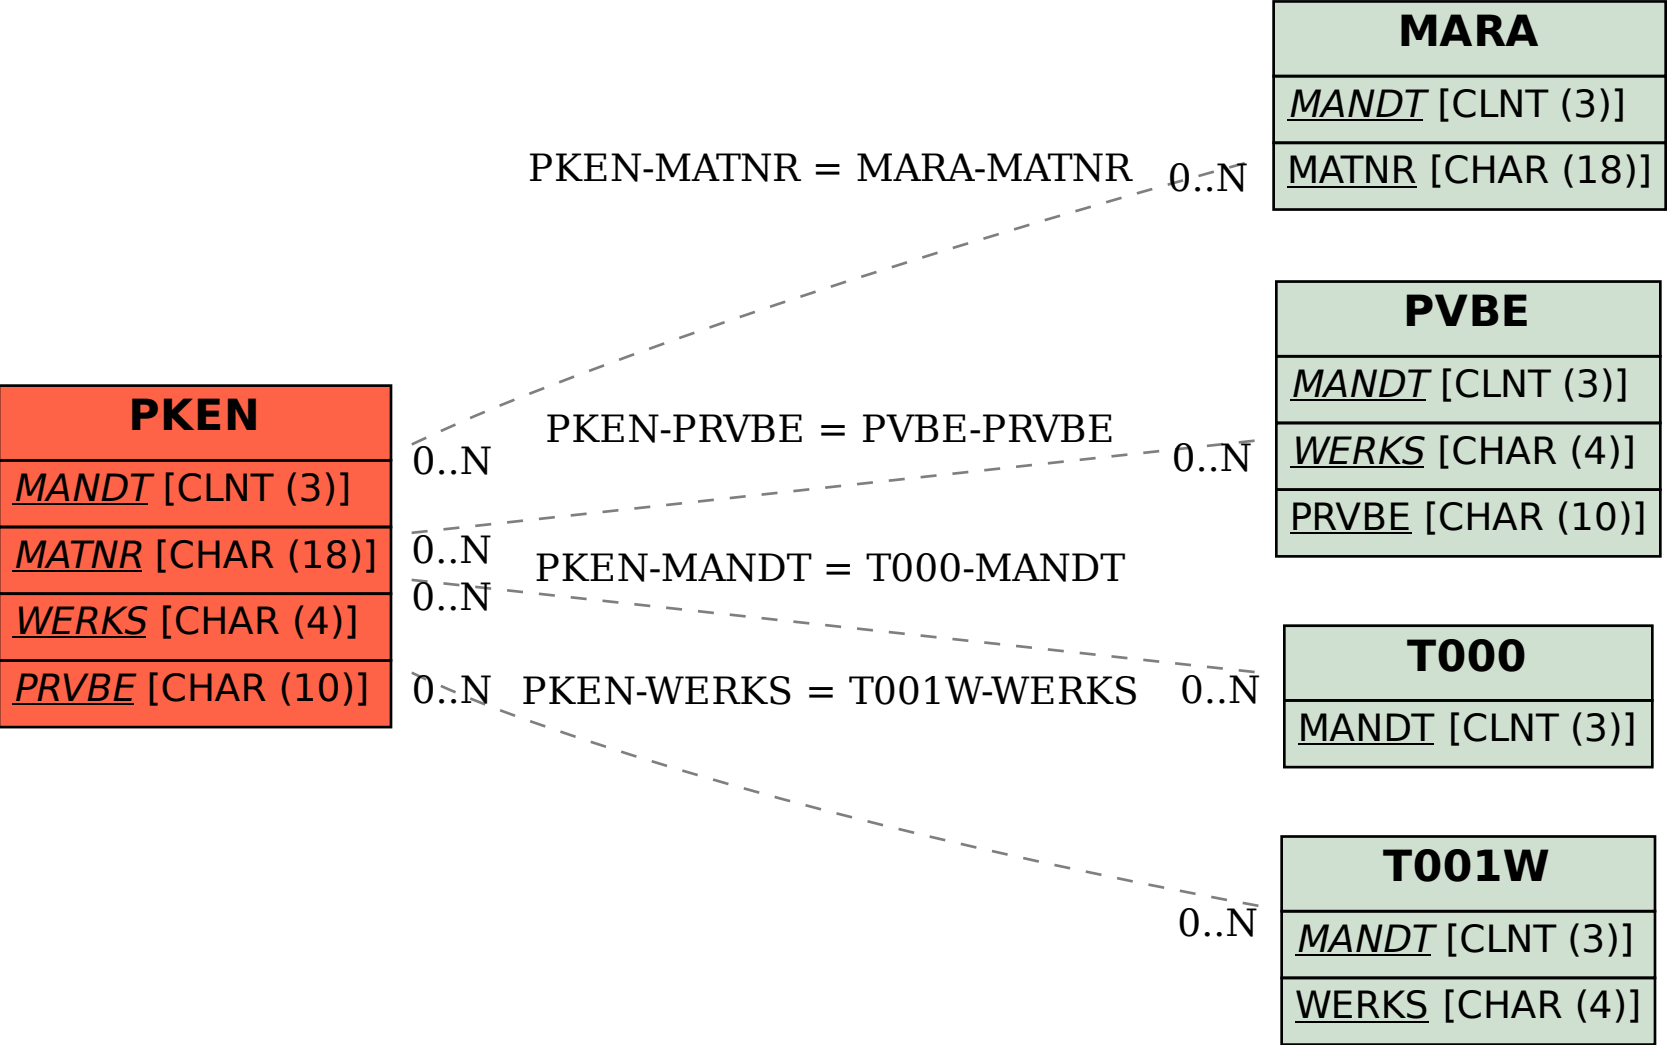 MARA
MANDT [CLNT (3)]
MATNR [CHAR (18)]
PKEN-MATNR = MARA-MATNR
0..N
0..N
PVBE
MANDT [CLNT (3)]
WERKS [CHAR (4)]
PRVBE [CHAR (10)]
PKEN-PRVBE = PVBE-PRVBE
0..N
0..N
PKEN
MANDT [CLNT (3)]
MATNR [CHAR (18)]
WERKS [CHAR (4)]
PRVBE [CHAR (10)]
PKEN-MANDT = T000-MANDT
0..N
0..N
T000
MANDT [CLNT (3)]
PKEN-WERKS = T001W-WERKS
0..N
0..N
T001W
MANDT [CLNT (3)]
WERKS [CHAR (4)]